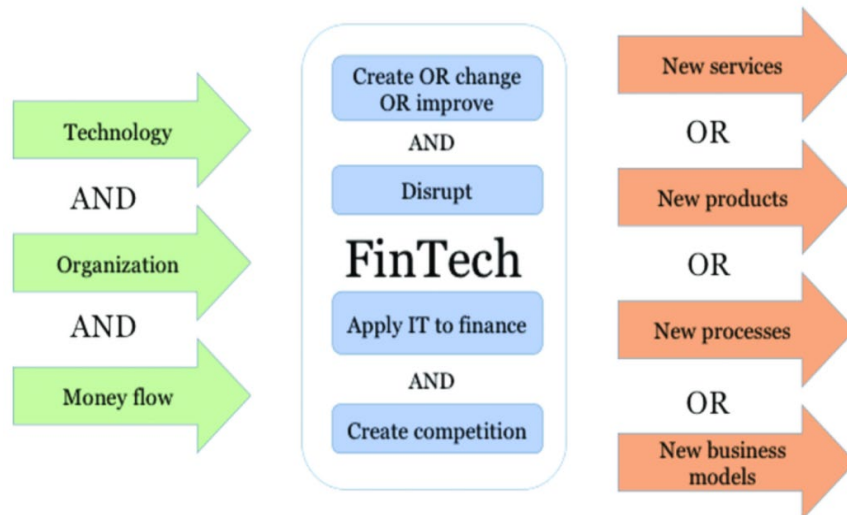 Technology
AND
Organization
AND
Money flow
Create OR change
OR improve
AND
Disrupt
FinTech
Apply IT to finance
AND
Create competition
New services
OR
New products
OR
New processes
OR
New business
models